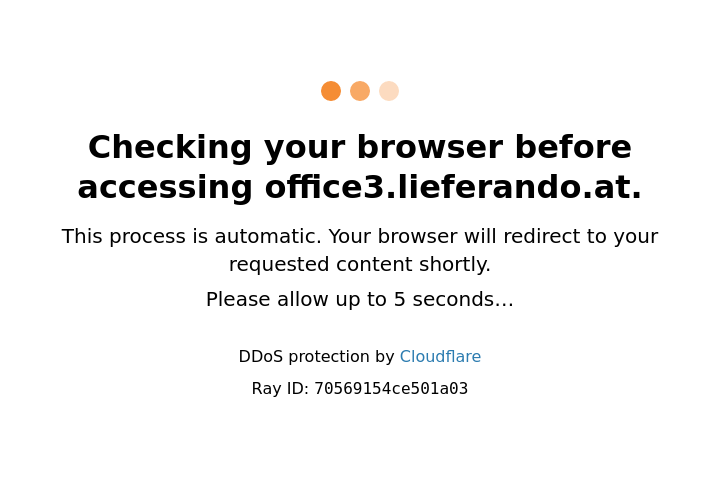 Checking your browser before
accessing office3.lieferando.at.
This process is automatic. Your browser will redirect to your
requested content shortly.
Please allow up to 5 seconds…
DDoS protection by Cloudflare
Ray ID: 70569154ce501a03